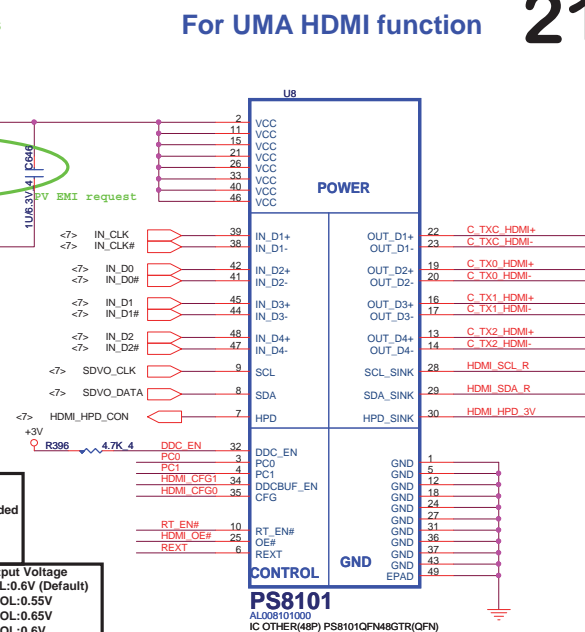 For UMA HDMI function
21
U8
2 VCC
11 VCC
15 VCC
21 VCC
26 VCC
33 VCC
40 VCC
46 VCC
POWER
C646
1U/6.3V_4
PV EMI request
<7> IN_CLK 39 IN_D1+ OUT_D1+ 22 C_TXC_HDMI+
<7> IN_CLK# 38 IN_D1- OUT_D1- 23 C_TXC_HDMI-
<7> IN_D0 42 IN_D2+ OUT_D2+ 19 C_TX0_HDMI+
<7> IN_D0# 41 IN_D2- OUT_D2- 20 C_TX0_HDMI-
<7> IN_D1 45 IN_D3+ OUT_D3+ 16 C_TX1_HDMI+
<7> IN_D1# 44 IN_D3- OUT_D3- 17 C_TX1_HDMI-
<7> IN_D2 48 IN_D4+ OUT_D4+ 13 C_TX2_HDMI+
<7> IN_D2# 47 IN_D4- OUT_D4- 14 C_TX2_HDMI-
<7> SDVO_CLK 9 SCL SCL_SINK 28 HDMI_SCL_R
<7> SDVO_DATA 8 SDA SDA_SINK 29 HDMI_SDA_R
<7> HDMI_HPD_CON 7 HPD HPD_SINK 30 HDMI_HPD_3V
+3V
R396 4.7K_4 DDC_EN 32 DDC_EN
PC0 3 PC0
PC1 4 PC1
HDMI_CFG1 34 DDCBUF_EN
HDMI_CFG0 35 CFG
RT_EN# 10 RT_EN#
HDMI_OE# 25 OE#
REXT 6 REXT
GND 1
GND 5
GND 12
GND 18
GND 24
GND 27
GND 31
GND 36
GND 37
GND 43
EPAD 49
CONTROL
GND
PS8101
AL008101000
IC OTHER(48P) PS8101QFN48GTR(QFN)
ded
put Voltage
L:0.6V (Default)
OL:0.55V
OL:0.65V
OL:0.6V